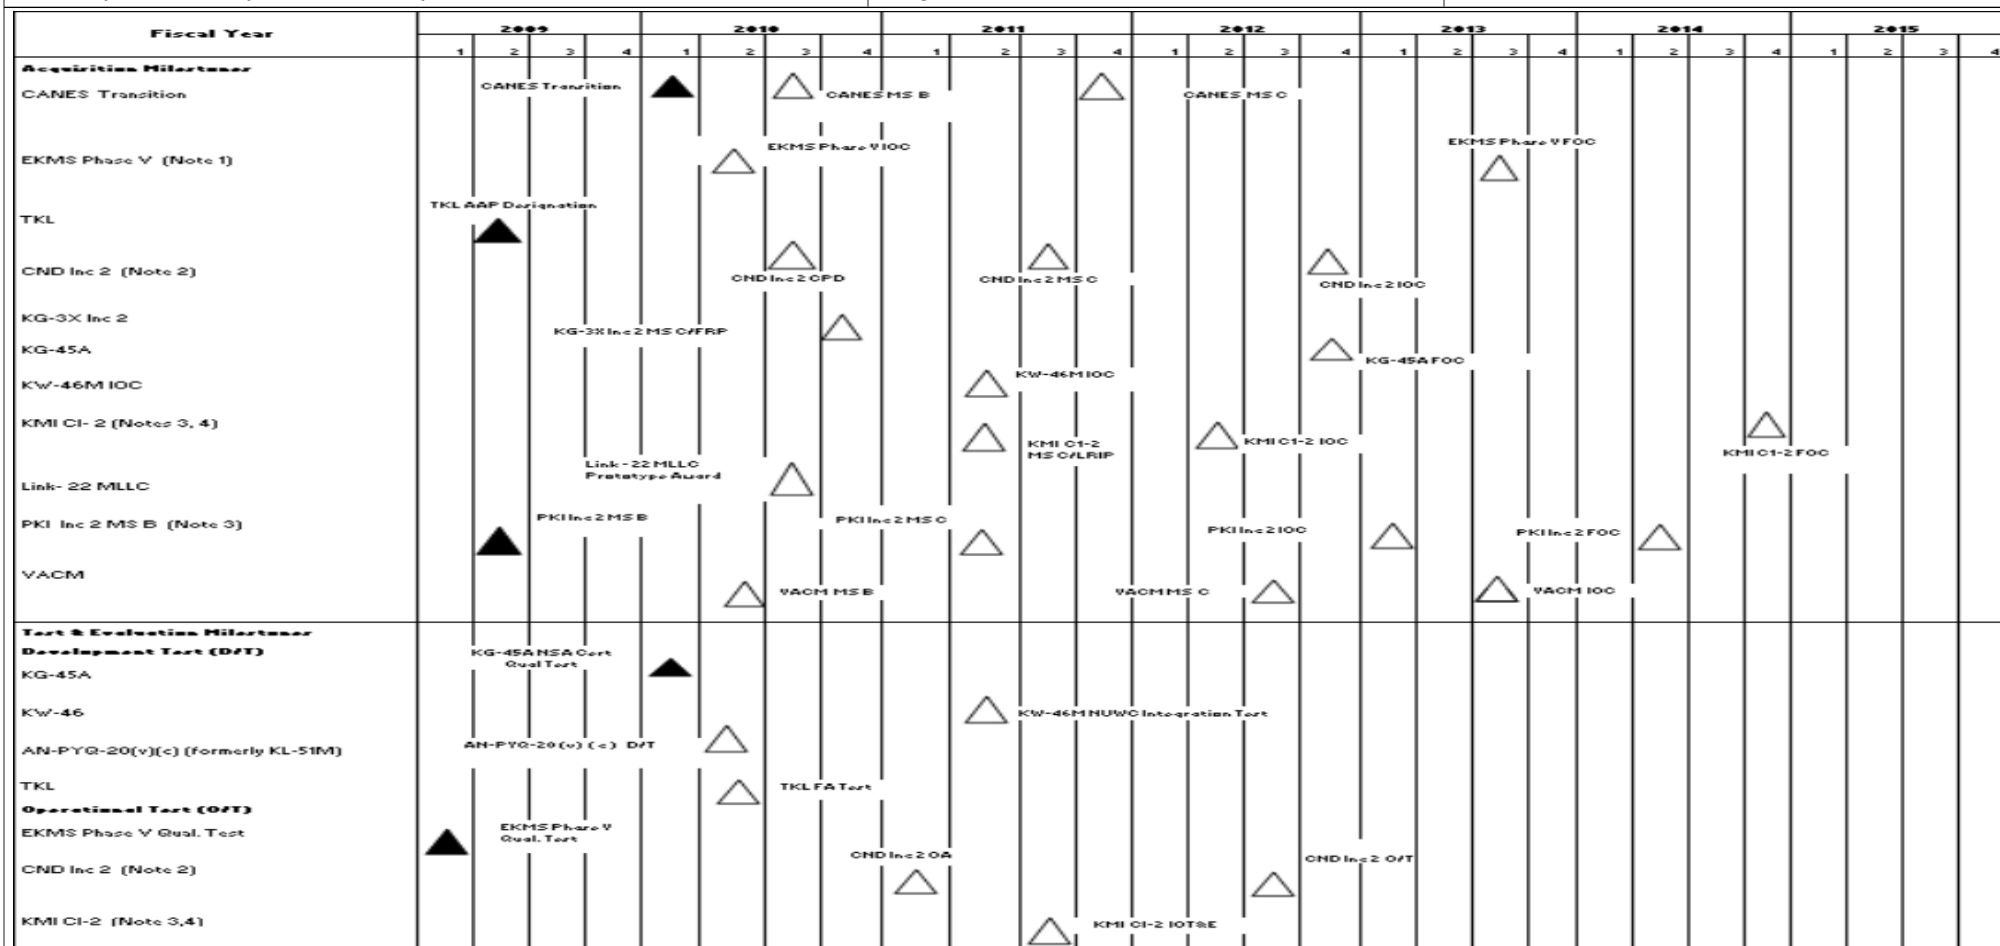 Fiscal Year 2009 2010 2011 2012 2013 2014 2015
1 2 3 4 1 2 3 4 1 2 3 4 1 2 3 4 1 2 3 4 1 2 3 4 1 2 3 4
Acquisition Milestones
CANES Transition CANES Transition CANES MS B CANES MS C
EKMS Phase V (Note 1) EKMS Phase V IOC EKMS Phase V FOC
TKL AAP Designation
TKL
CND Inc 2 (Note 2) CND Inc 2 CPD CND Inc 2 MS C CND Inc 2 IOC
KG-3X Inc 2 KG-3X Inc 2 MS C/FRP
KG-45A KG-45A FOC
KW-46M IOC KW-46M IOC
KMI CI- 2 (Notes 3, 4) KMI C1-2 MS C/LRIP KMI C1-2 IOC KMI C1-2 FOC
Link - 22 MLLC
Prototype Award
Link- 22 MLLC
PKI Inc 2 MS B (Note 3) PKI Inc 2 MS B PKI Inc 2 MS C PKI Inc 2 IOC PKI Inc 2 FOC
VACM VACM MS B VACM MS C VACM IOC
Test & Evaluation Milestones
Development Test (D/T) KG-45A NSA Cert
Qual Test
KG-45A
KW-46 KW-46M NUWC Integration Test
AN-PYQ-20(v)(c) (formerly KL-51M) AN-PYQ-20(v) (c) D/T
TKL TKL FA Test
Operational Test (O/T)
EKMS Phase V Qual. Test EKMS Phase V
Qual. Test
CND Inc 2 (Note 2) CND Inc 2 OA CND Inc 2 O/T
KMI CI-2 (Note 3,4) KMI CI-2 IOT&E